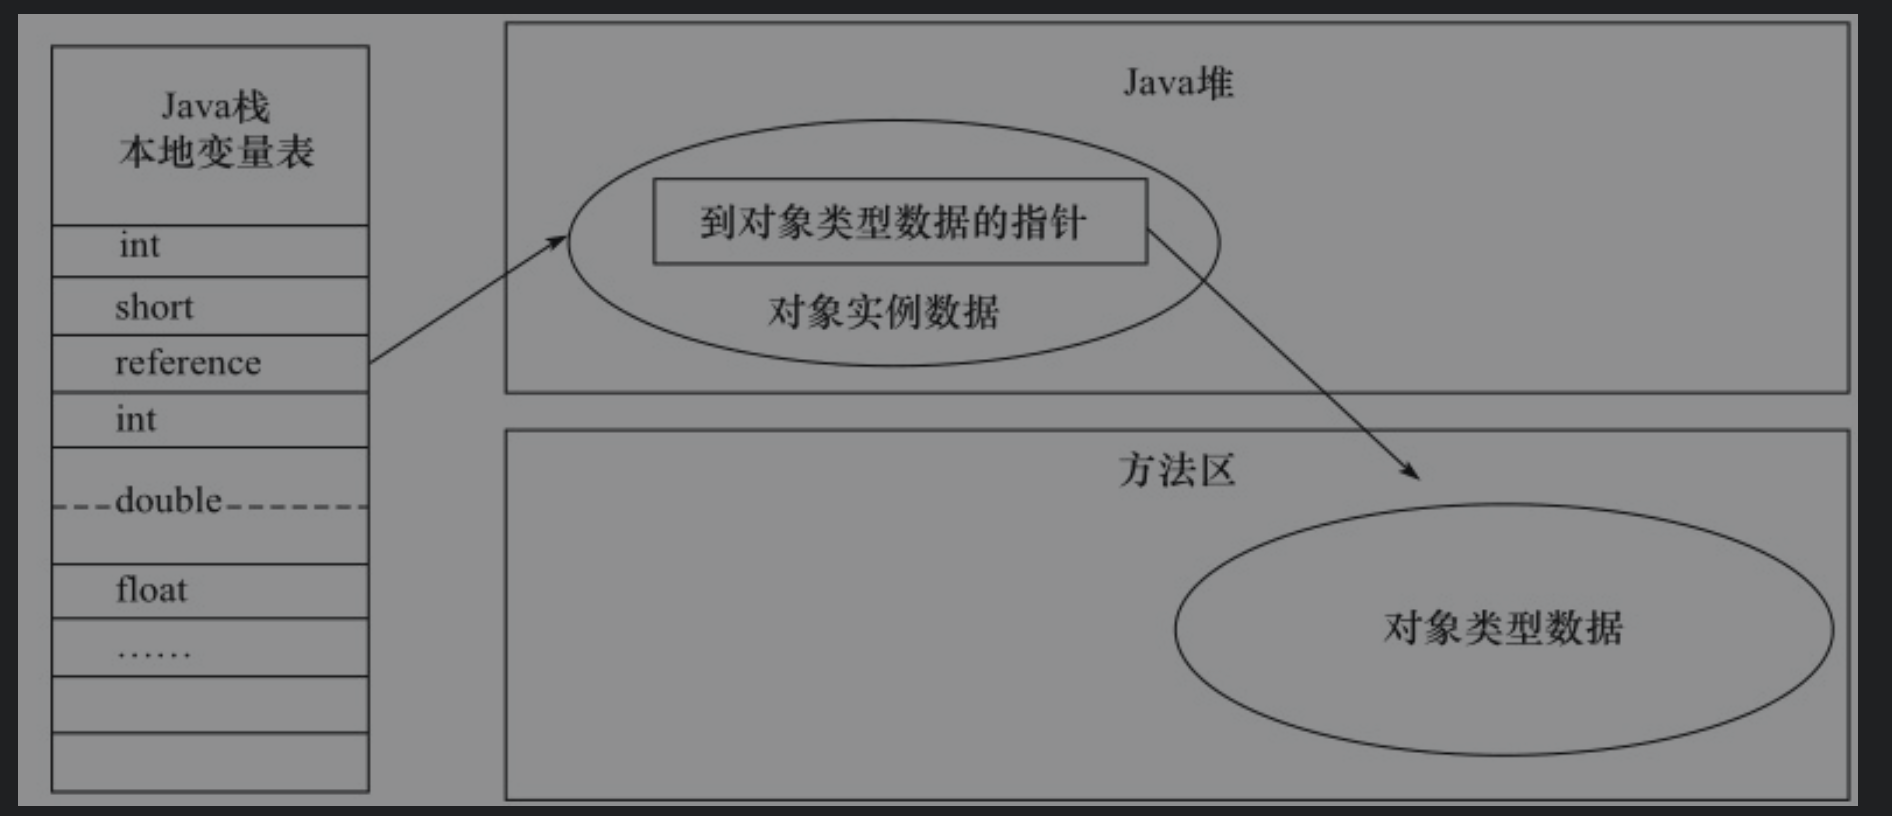 Java栈
本地变量表
int
short
reference
int
double
float
……
Java堆
到对象类型数据的指针
对象实例数据
方法区
对象类型数据